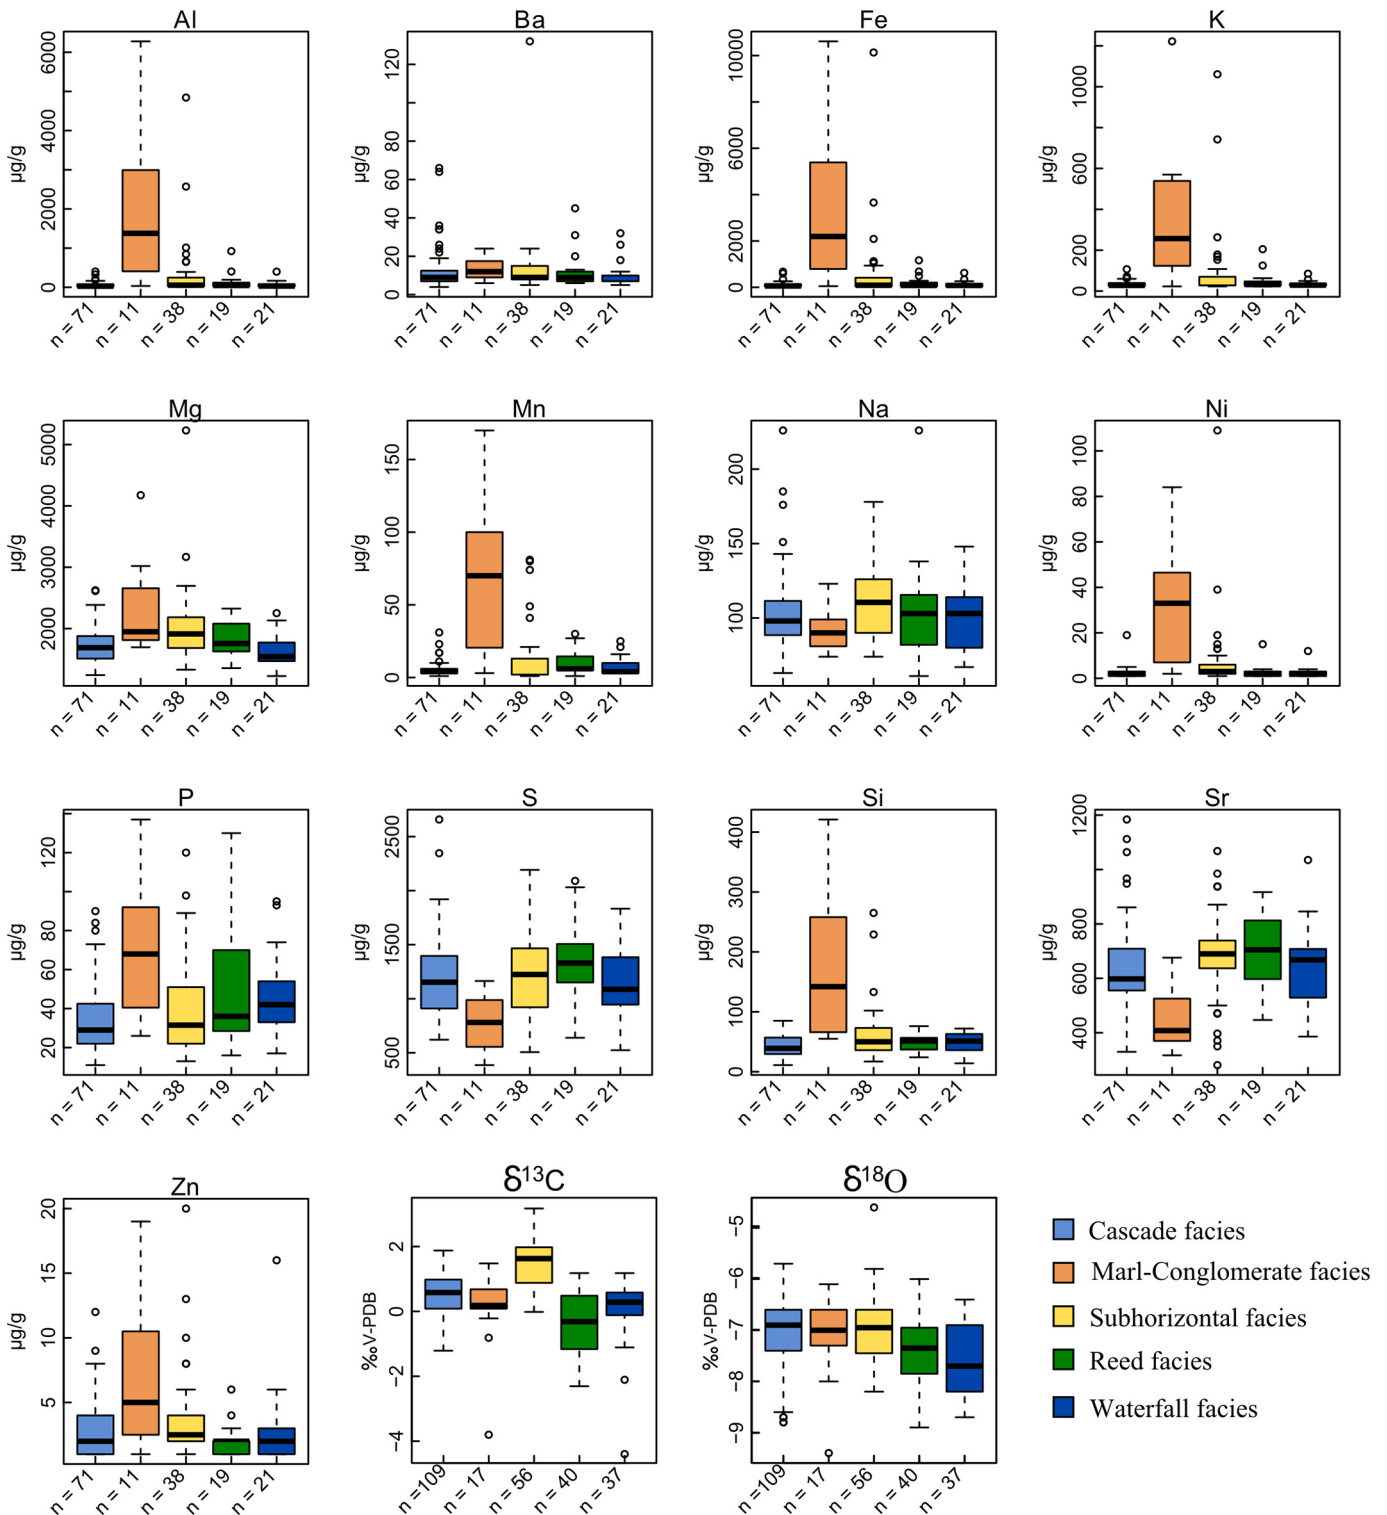 Al
Ba
Fe
K
µg/g
0
2000
4000
6000
n = 71
n = 11
n = 38
n = 19
n = 21
µg/g
0
20
40
60
80
120
n = 71
n = 11
n = 38
n = 19
n = 21
µg/g
0
2000
6000
10000
n = 71
n = 11
n = 38
n = 19
n = 21
µg/g
0
200
600
1000
n = 71
n = 11
n = 38
n = 19
n = 21
Mg
Mn
Na
Ni
µg/g
2000
3000
4000
5000
n = 71
n = 11
n = 38
n = 19
n = 21
µg/g
0
50
100
150
n = 71
n = 11
n = 38
n = 19
n = 21
µg/g
100
150
200
n = 71
n = 11
n = 38
n = 19
n = 21
µg/g
0
20
40
60
80
100
n = 71
n = 11
n = 38
n = 19
n = 21
P
S
Si
Sr
µg/g
20
40
60
80
120
n = 71
n = 11
n = 38
n = 19
n = 21
µg/g
500
1500
2500
n = 71
n = 11
n = 38
n = 19
n = 21
µg/g
0
100
200
300
400
n = 71
n = 11
n = 38
n = 19
n = 21
µg/g
400
600
800
1200
n = 71
n = 11
n = 38
n = 19
n = 21
Zn
δ¹³C
δ¹⁸O
µg/g
5
10
15
20
n = 71
n = 11
n = 38
n = 19
n = 21
‰V-PDB
−4
−2
0
2
n =109
n = 17
n = 56
n = 40
n = 37
‰V-PDB
−9
−8
−7
−6
−5
n =109
n = 17
n = 56
n = 40
n = 37
Cascade facies
Marl-Conglomerate facies
Subhorizontal facies
Reed facies
Waterfall facies